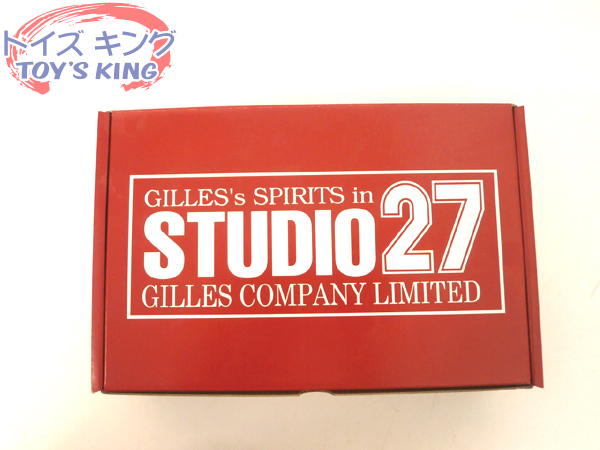 トイズ キング
TOY'S KING
GILLES's SPIRITS in
STUDIO27
GILLES COMPANY LIMITED